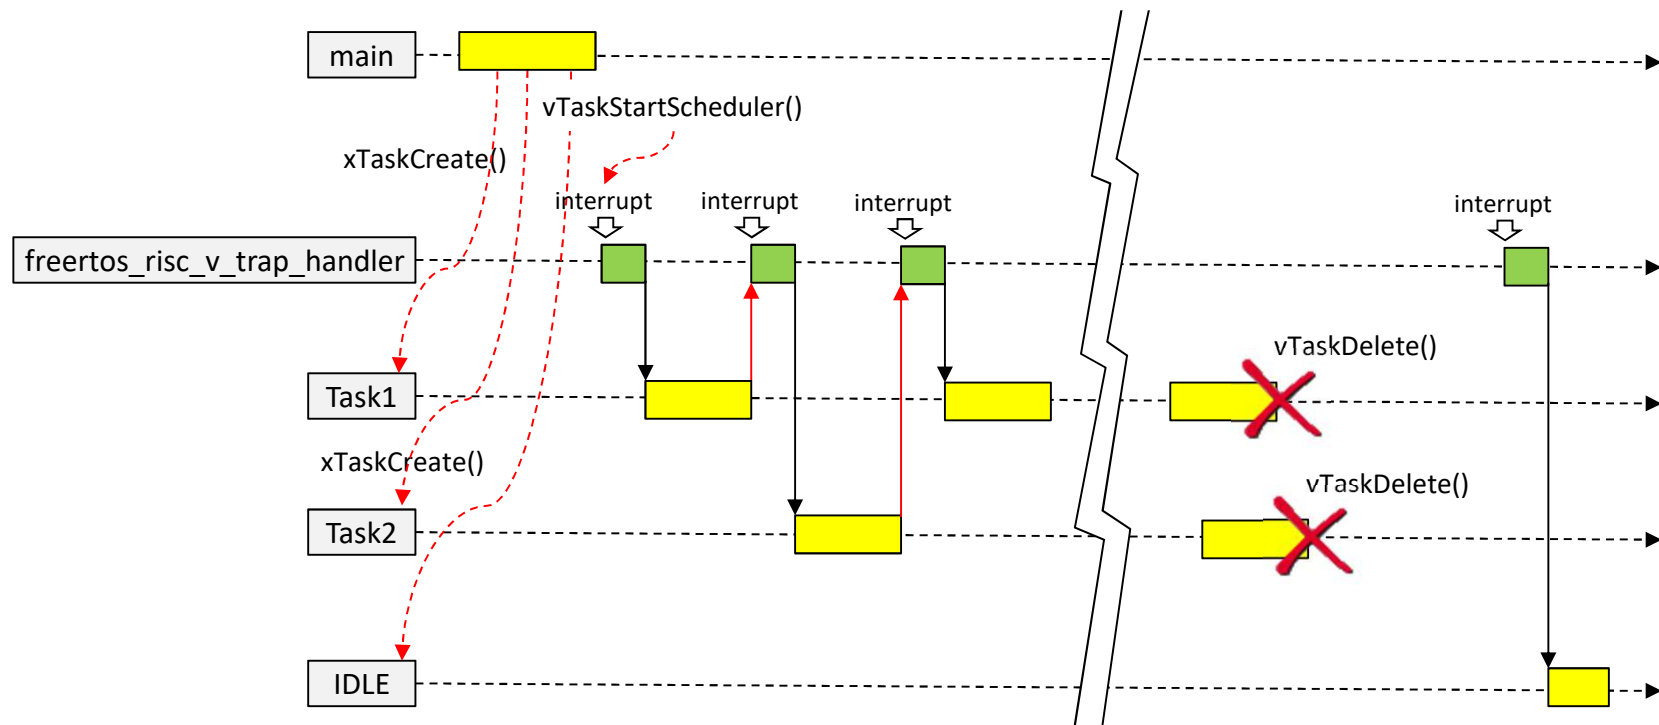 main
vTaskStartScheduler()
xTaskCreate()
interrupt
interrupt
interrupt
interrupt
freertos_risc_v_trap_handler
vTaskDelete()
Task1
xTaskCreate()
vTaskDelete()
Task2
IDLE